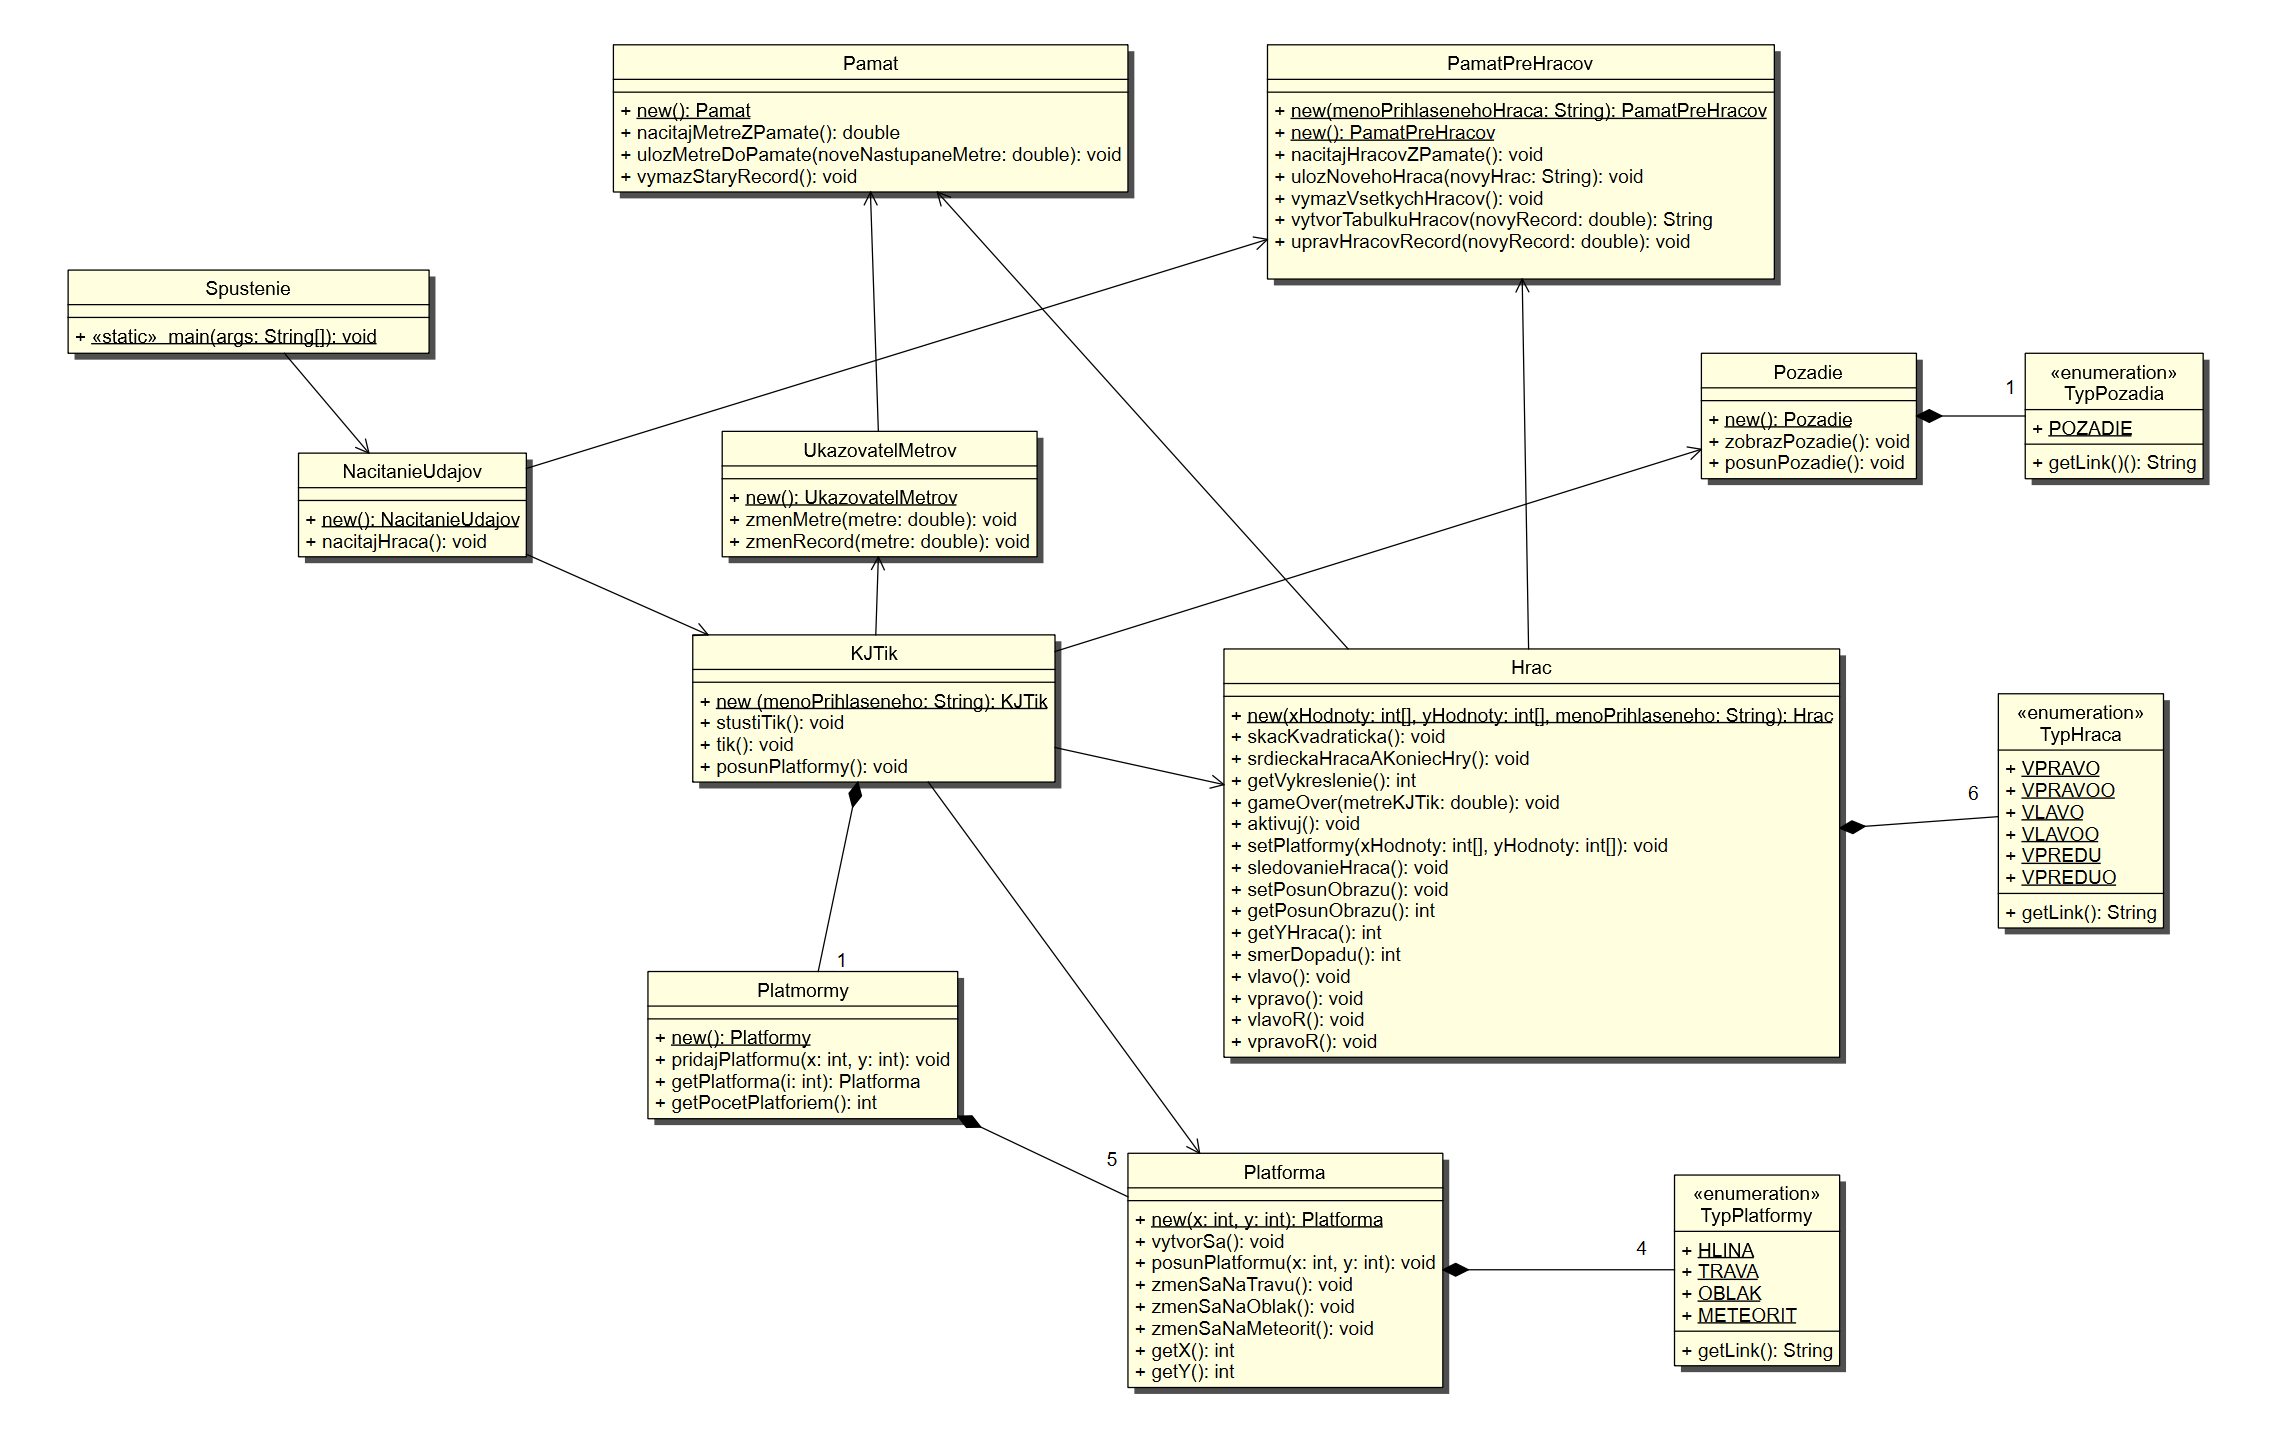 Pamat
+ new(): Pamat
+ nacitajMetreZPamate(): double
+ ulozMetreDoPamate(noveNastupaneMetre: double): void
+ vymazStaryRecord(): void
PamatPreHracov
+ new(menoPrihlasenehoHraca: String): PamatPreHracov
+ new(): PamatPreHracov
+ nacitajHracovZPamate(): void
+ ulozNovehoHraca(novyHrac: String): void
+ vymazVsetkychHracov(): void
+ vytvorTabulkuHracov(novyRecord: double): String
+ upravHracovRecord(novyRecord: double): void
Spustenie
+ «static» main(args: String[]): void
Pozadie
+ new(): Pozadie
+ zobrazPozadie(): void
+ posunPozadie(): void
1
«enumeration»
TypPozadia
+ POZADIE
+ getLink()(): String
NacitanieUdajov
+ new(): NacitanieUdajov
+ nacitajHraca(): void
UkazovatelMetrov
+ new(): UkazovatelMetrov
+ zmenMetre(metre: double): void
+ zmenRecord(metre: double): void
KJTik
+ new (menoPrihlaseneho: String): KJTik
+ stustiTik(): void
+ tik(): void
+ posunPlatformy(): void
Hrac
+ new(xHodnoty: int[], yHodnoty: int[], menoPrihlaseneho: String): Hrac
+ skacKvadraticka(): void
+ srdieckaHracaAKoniecHry(): void
+ getVykreslenie(): int
+ gameOver(metreKJTik: double): void
+ aktivuj(): void
+ setPlatformy(xHodnoty: int[], yHodnoty: int[]): void
+ sledovanieHraca(): void
+ setPosunObrazu(): void
+ getPosunObrazu(): int
+ getYHraca(): int
+ smerDopadu(): int
+ vlavo(): void
+ vpravo(): void
+ vlavoR(): void
+ vpravoR(): void
6
«enumeration»
TypHraca
+ VPRAVO
+ VPRAVOO
+ VLAVO
+ VLAVOO
+ VPREDU
+ VPREDUO
+ getLink(): String
1
Platmormy
+ new(): Platformy
+ pridajPlatformu(x: int, y: int): void
+ getPlatforma(i: int): Platforma
+ getPocetPlatforiem(): int
5
Platforma
+ new(x: int, y: int): Platforma
+ vytvorSa(): void
+ posunPlatformu(x: int, y: int): void
+ zmenSaNaTravu(): void
+ zmenSaNaOblak(): void
+ zmenSaNaMeteorit(): void
+ getX(): int
+ getY(): int
4
«enumeration»
TypPlatformy
+ HLINA
+ TRAVA
+ OBLAK
+ METEORIT
+ getLink(): String